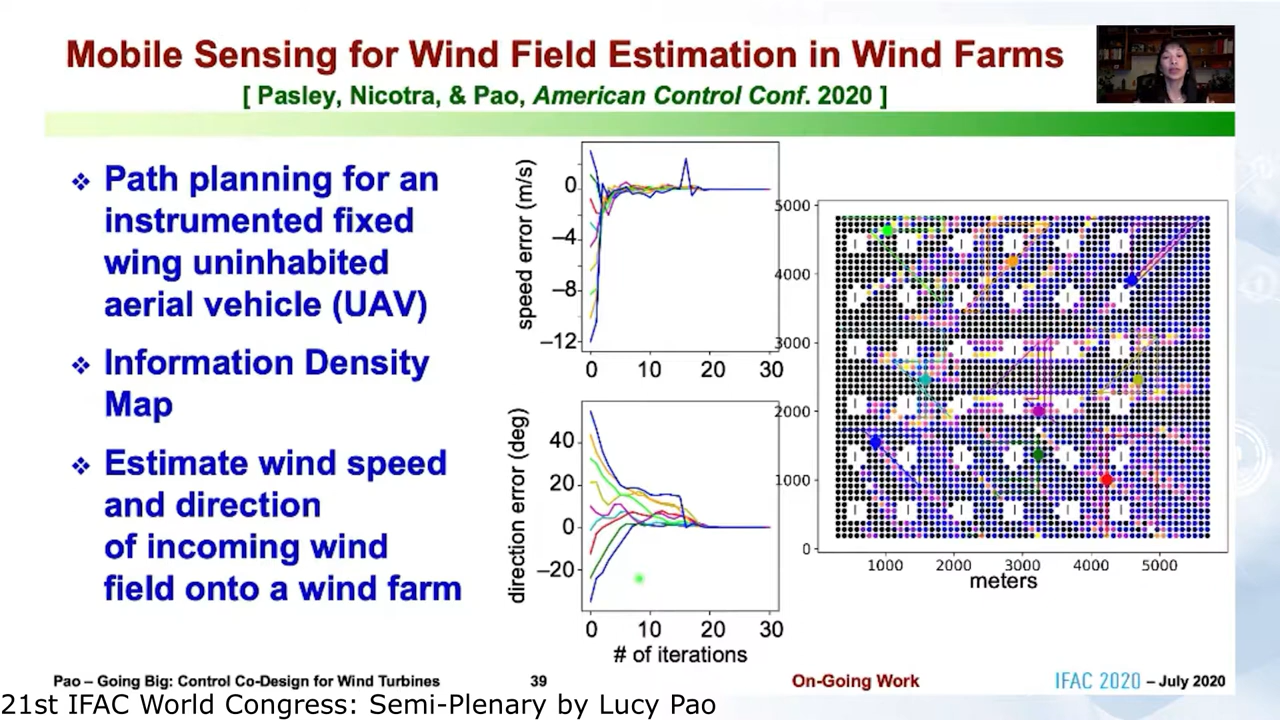 Mobile Sensing for Wind Field Estimation in Wind Farms
[ Pasley, Nicotra, & Pao, American Control Conf. 2020 ]
❖ Path planning for an
instrumented fixed
wing uninhabited
aerial vehicle (UAV)
❖ Information Density
Map
❖ Estimate wind speed
and direction
of incoming wind
field onto a wind farm
speed error (m/s)
0
−4
−8
−12
0 10 20 30
direction error (deg)
40
20
0
−20
0 10 20 30
# of iterations
5000
4000
3000
2000
1000
0
1000 2000 3000 4000 5000
meters
Pao – Going Big: Control Co-Design for Wind Turbines 39 On-Going Work IFAC 2020 – July 2020
21st IFAC World Congress: Semi-Plenary by Lucy Pao